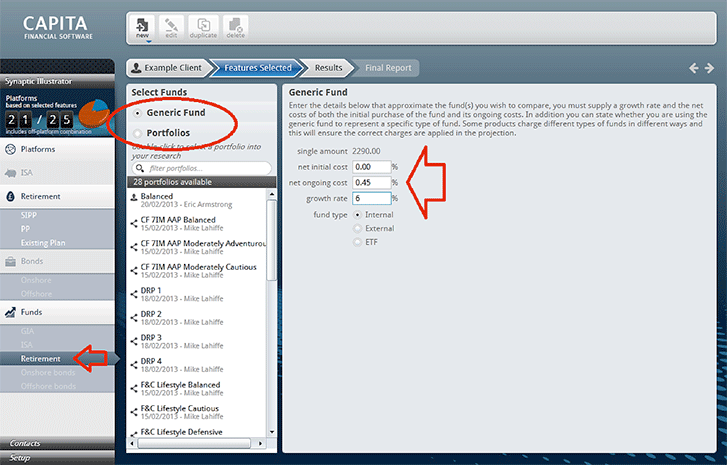 CAPITA
FINANCIAL SOFTWARE
new
edit
duplicate
delete
Example Client
Features Selected
Results
Final Report
Synaptic Illustrator
Platforms
based on selected features
21 / 25
includes off-platform combination
Platforms
ISA
Retirement
SIPP
PP
Existing Plan
Bonds
Onshore
Offshore
Funds
GIA
ISA
Retirement
Onshore bonds
Offshore bonds
Contacts
Setup
Select Funds
Generic Fund
Portfolios
click to select a portfolio into
your research
filter portfolios...
28 portfolios available
Balanced
20/02/2013 - Eric Armstrong
CF 7IM AAP Balanced
15/02/2013 - Mike Lahiffe
CF 7IM AAP Moderately Adventurou
15/02/2013 - Mike Lahiffe
CF 7IM AAP Moderately Cautious
15/02/2013 - Mike Lahiffe
DRP 1
18/02/2013 - Mike Lahiffe
DRP 2
18/02/2013 - Mike Lahiffe
DRP 3
18/02/2013 - Mike Lahiffe
DRP 4
18/02/2013 - Mike Lahiffe
F&C Lifestyle Balanced
15/02/2013 - Mike Lahiffe
F&C Lifestyle Cautious
15/02/2013 - Mike Lahiffe
F&C Lifestyle Defensive
Generic Fund
Enter the details below that approximate the fund(s) you wish to compare, you must supply a growth rate and the net
costs of both the initial purchase of the fund and its ongoing costs. In addition you can state whether you are using the
generic fund to represent a specific type of fund. Some products charge different types of funds in different ways and
this will ensure the correct charges are applied in the projection.
single amount 2290.00
net initial cost 0.00 %
net ongoing cost 0.45 %
growth rate 6 %
fund type Internal
External
ETF